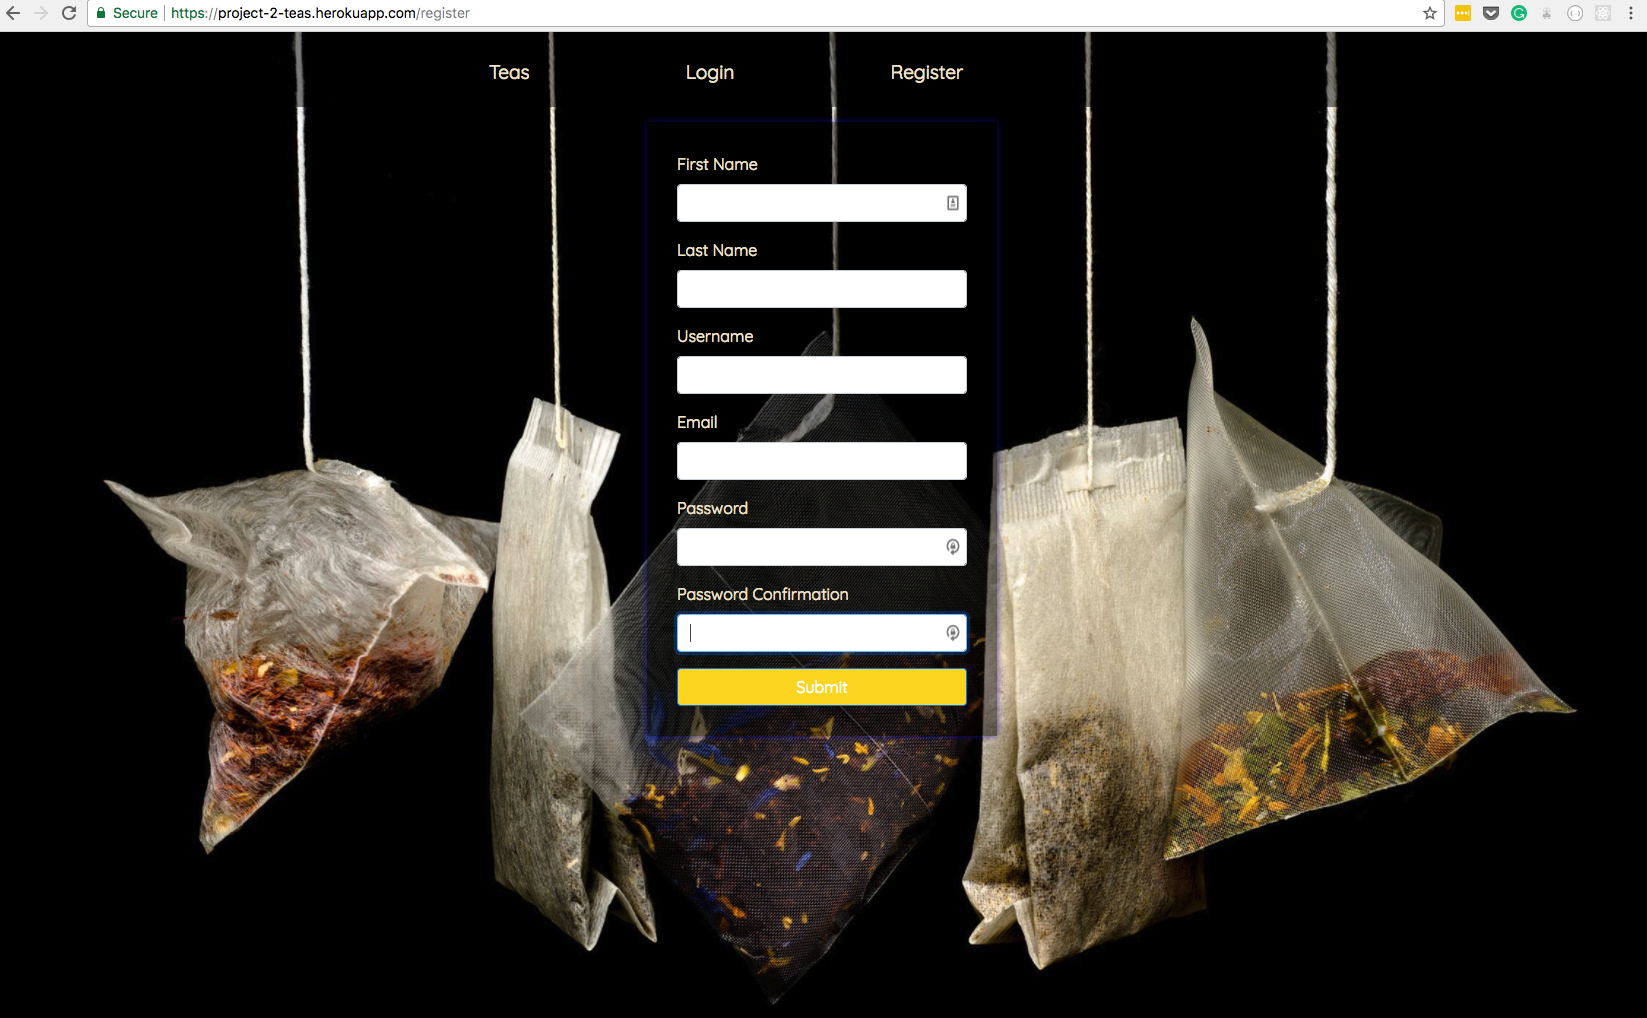 Secure https://project-2-teas.herokuapp.com/register
Teas Login Register
First Name
Last Name
Username
Email
Password
Password Confirmation
Submit